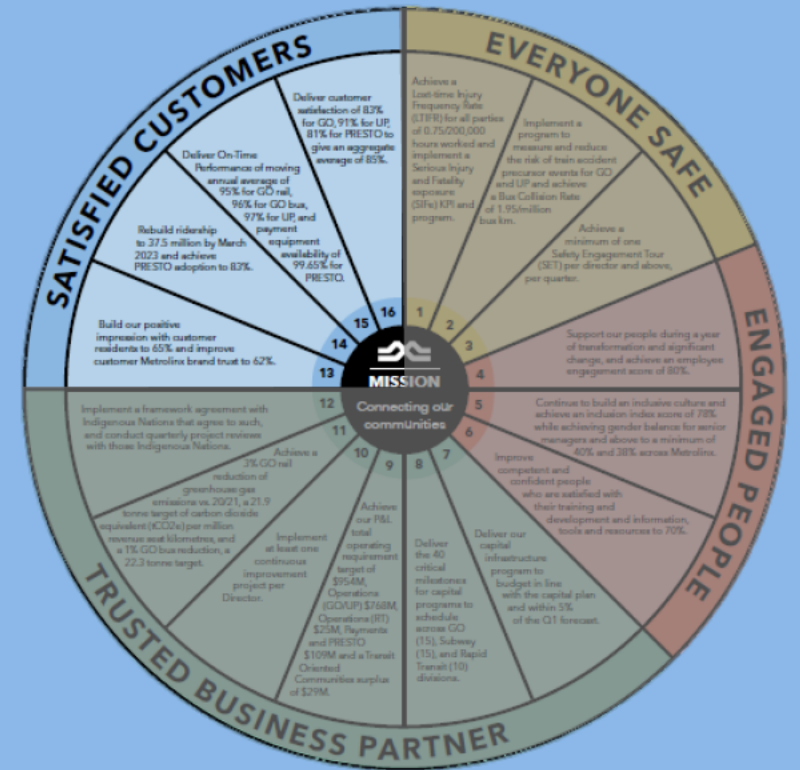 SATISFIED CUSTOMERS
EVERYONE SAFE
ENGAGED PEOPLE
TRUSTED BUSINESS PARTNER
MISSION
Connecting our
communities
1
Achieve a
Lost-time Injury
Frequency Rate
(LTIFR) for all parties
of 0.75/200,000
hours worked and
implement a
Serious Injury
and Fatality
exposure
(SIFe) KPI and
program.
2
Implement a
program to
measure and reduce
the risk of train accident
precursor events for GO
and UP and achieve
a Bus Collision Rate
of 1.95/million
bus km.
3
Achieve a
minimum of one
Safety Engagement Tour
(SET) per director and above,
per quarter.
4
Support our people during a year
of transformation and significant
change, and achieve an employee
engagement score of 80%.
5
Continue to build an inclusive culture and
achieve an inclusion index score of 78%
while achieving gender balance for senior
managers and above to a minimum of
40% and 38% across Metrolinx.
6
Improve
competent and
confident people
who are satisfied with
their training and
development and information,
tools and resources to 70%.
7
Deliver our
capital
infrastructure
program to
budget in line
with the capital plan
and within 5%
of the Q1 forecast.
8
Deliver
the 40
critical
milestones
for capital
programs to
schedule
across GO
(15), Subway
(15), and Rapid
Transit (10)
divisions.
9
Achieve
our P&L
total
operating
requirement
target of
$954M,
Operations
(GO/UP) $768M,
Operations (RT)
$25M, Payments
and PRESTO
$109M and a Transit
Oriented
Communities surplus
of $29M.
10
Implement
at least one
continuous
improvement
project per
Director.
11
Achieve a
3% GO rail
reduction of
greenhouse gas
emissions vs. 20/21, a 21.9
tonne target of carbon dioxide
equivalent (tCO2e) per million
revenue seat kilometres, and
a 1% GO bus reduction, a
22.3 tonne target.
12
Implement a framework agreement with
Indigenous Nations that agree to such,
and conduct quarterly project reviews
with those Indigenous Nations.
13
Build our positive
impression with customer
residents to 65% and improve
customer Metrolinx brand trust to 62%.
14
Rebuild ridership
to 37.5 million by March
2023 and achieve
PRESTO adoption to 83%.
15
Deliver On-Time
Performance of moving
annual average of
95% for GO rail,
96% for GO bus,
97% for UP, and
payment
equipment
availability of
99.65% for
PRESTO.
16
Deliver customer
satisfaction of 83%
for GO, 91% for UP,
81% for PRESTO to
give an aggregate
average of 85%.